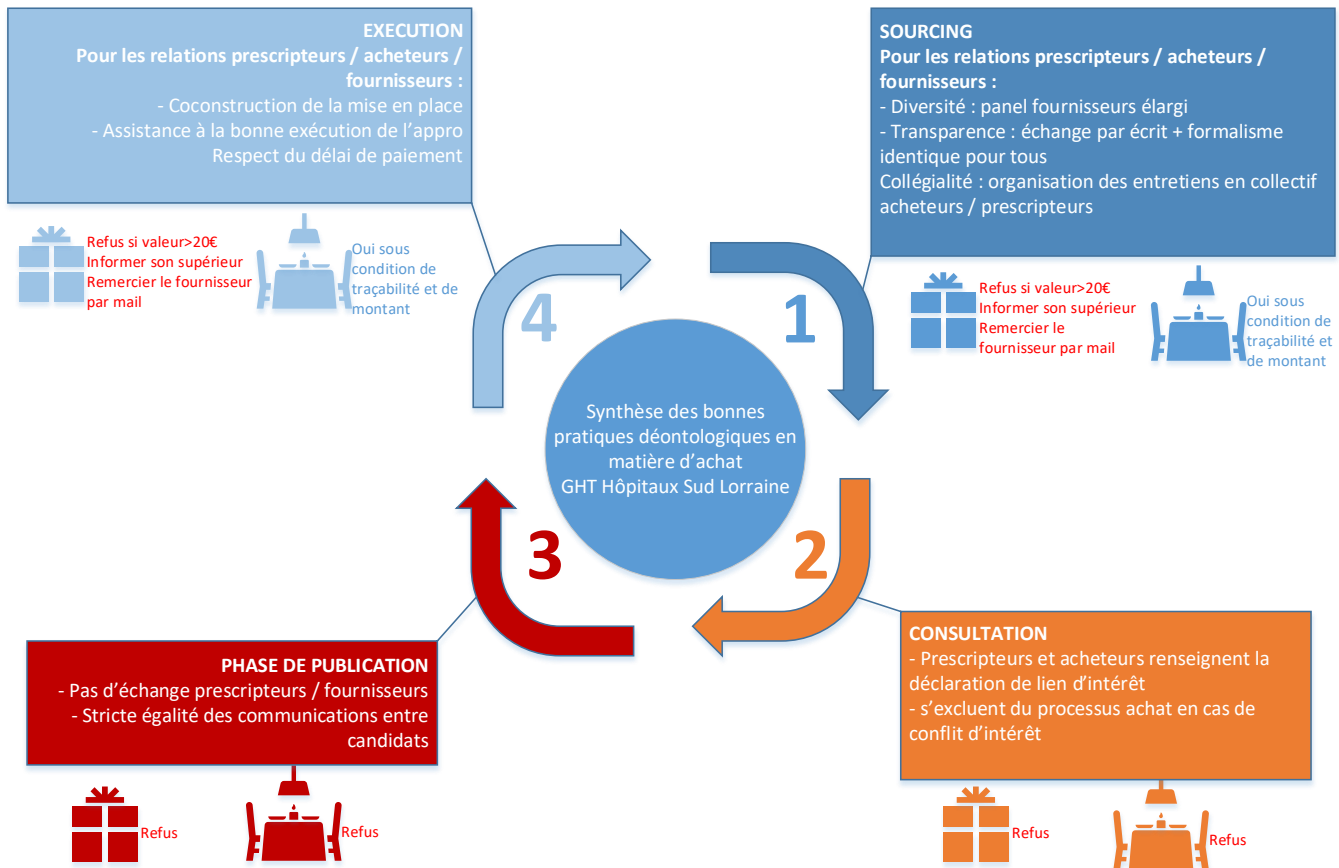 EXECUTION
Pour les relations prescripteurs / acheteurs /
fournisseurs :
- Coconstruction de la mise en place
- Assistance à la bonne exécution de l'appro
Respect du délai de paiement
Refus si valeur>20€
Informer son supérieur
Remercier le fournisseur
par mail
Oui sous
condition de
traçabilité et de
montant
4
SOURCING
Pour les relations prescripteurs / acheteurs /
fournisseurs :
- Diversité : panel fournisseurs élargi
- Transparence : échange par écrit + formalisme
identique pour tous
Collégialité : organisation des entretiens en collectif
acheteurs / prescripteurs
1
Refus si valeur>20€
Informer son supérieur
Remercier le
fournisseur par mail
Oui sous
condition de
traçabilité et
de montant
Synthèse des bonnes
pratiques déontologiques en
matière d'achat
GHT Hôpitaux Sud Lorraine
3
2
PHASE DE PUBLICATION
- Pas d'échange prescripteurs / fournisseurs
- Stricte égalité des communications entre
candidats
Refus
Refus
CONSULTATION
- Prescripteurs et acheteurs renseignent la
déclaration de lien d'intérêt
- s'excluent du processus achat en cas de
conflit d'intérêt
Refus
Refus